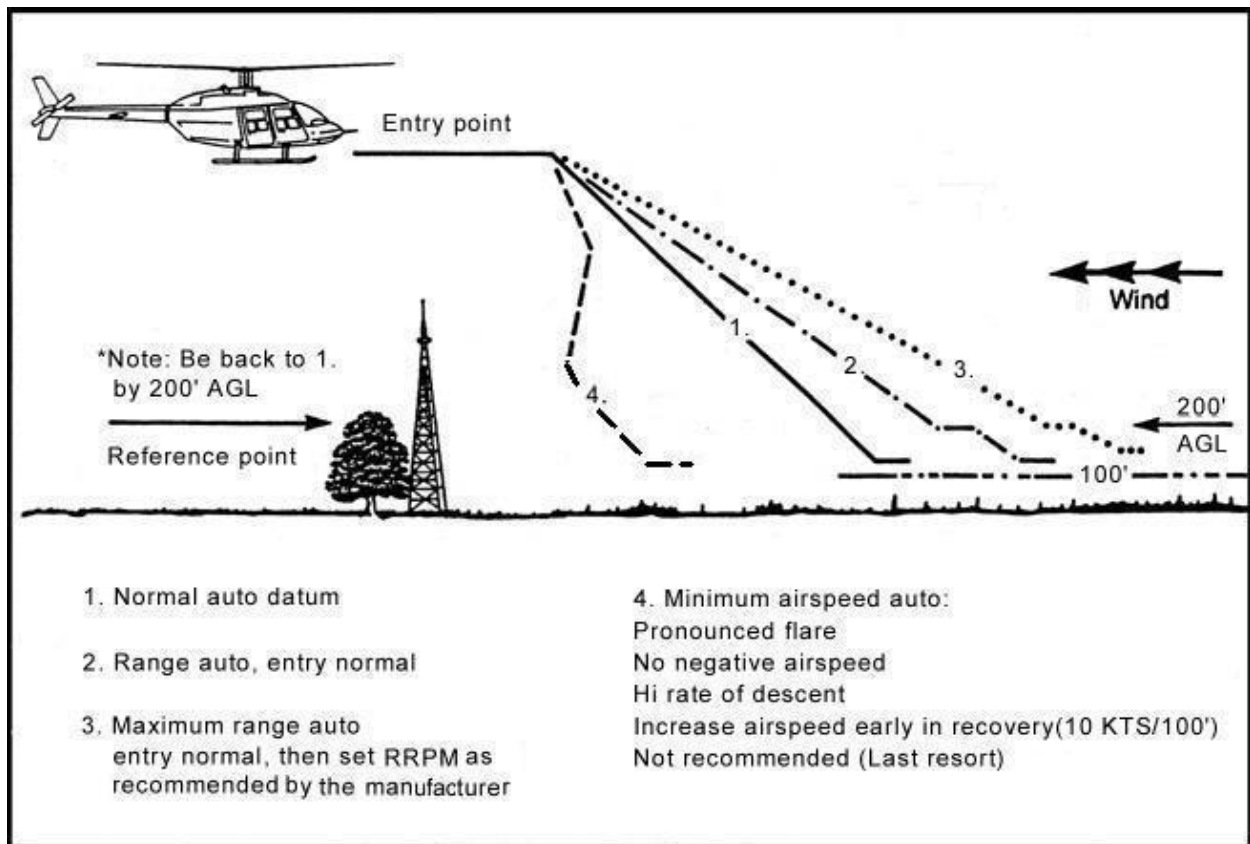 Entry point
Wind
1.
2.
3.
*Note: Be back to 1.
by 200' AGL
4.
200'
AGL
Reference point
100'
1. Normal auto datum
2. Range auto, entry normal
3. Maximum range auto
entry normal, then set RRPM as
recommended by the manufacturer
4. Minimum airspeed auto:
Pronounced flare
No negative airspeed
Hi rate of descent
Increase airspeed early in recovery(10 KTS/100')
Not recommended (Last resort)